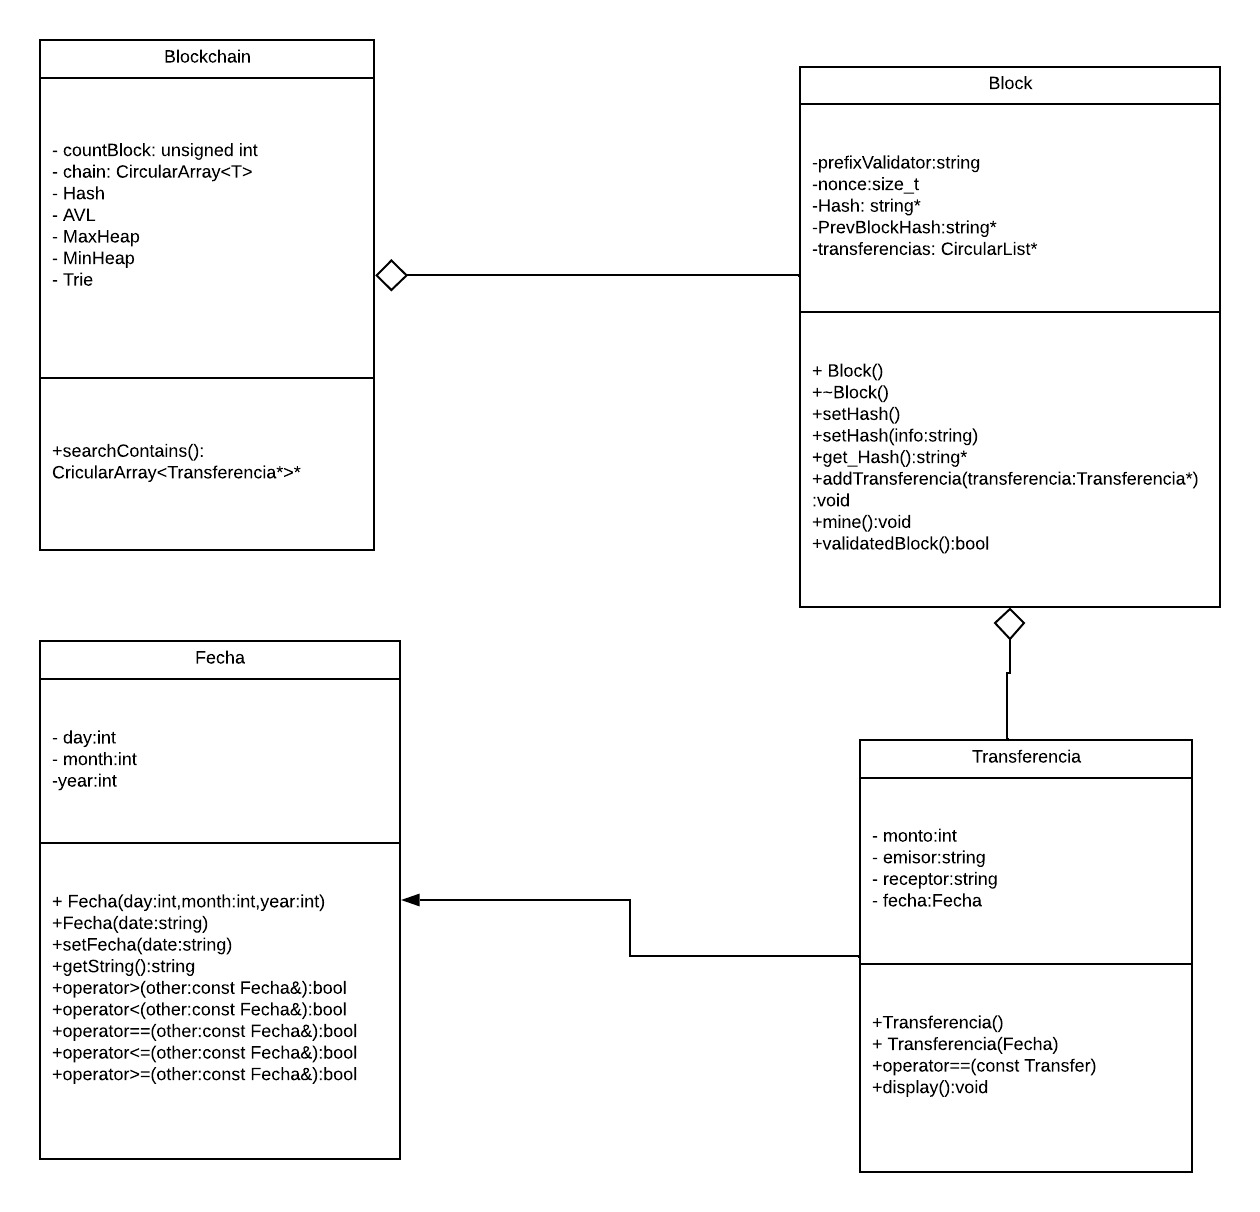 Blockchain
- countBlock: unsigned int
- chain: CircularArray<T>
- Hash
- AVL
- MaxHeap
- MinHeap
- Trie
+searchContains():
CricularArray<Transferencia*>*
Block
-prefixValidator:string
-nonce:size_t
-Hash: string*
-PrevBlockHash:string*
-transferencias: CircularList*
+ Block()
+~Block()
+setHash()
+setHash(info:string)
+get_Hash():string*
+addTransferencia(transferencia:Transferencia*)
:void
+mine():void
+validatedBlock():bool
Fecha
- day:int
- month:int
-year:int
+ Fecha(day:int,month:int,year:int)
+Fecha(date:string)
+setFecha(date:string)
+getString():string
+operator>(other:const Fecha&):bool
+operator<(other:const Fecha&):bool
+operator==(other:const Fecha&):bool
+operator<=(other:const Fecha&):bool
+operator>=(other:const Fecha&):bool
Transferencia
- monto:int
- emisor:string
- receptor:string
- fecha:Fecha
+Transferencia()
+ Transferencia(Fecha)
+operator==(const Transfer)
+display():void